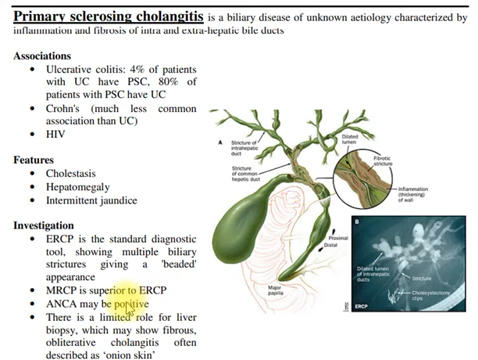 Primary sclerosing cholangitis is a biliary disease of unknown aetiology characterized by
inflammation and fibrosis of intra and extra-hepatic bile ducts
Associations
• Ulcerative colitis: 4% of patients
with UC have PSC, 80% of
patients with PSC have UC
• Crohn's (much less common
association than UC)
• HIV
Features
• Cholestasis
• Hepatomegaly
• Intermittent jaundice
Investigation
• ERCP is the standard diagnostic
tool, showing multiple biliary
strictures giving a 'beaded'
appearance
• MRCP is superior to ERCP
• ANCA may be positive
• There is a limited role for liver
biopsy, which may show fibrous,
obliterative cholangitis often
described as 'onion skin'
A
Stricture of
intrahepatic
duct
Stricture of
common
hepatic duct
Dilated
lumen
Fibrotic
stricture
Inflammation
(thickening)
of wall
Proximal
Distal
Major
papilla
B
Dilated lumen
of intrahepatic
ducts
Stricture
Cholecystectomy
clips
ERCP